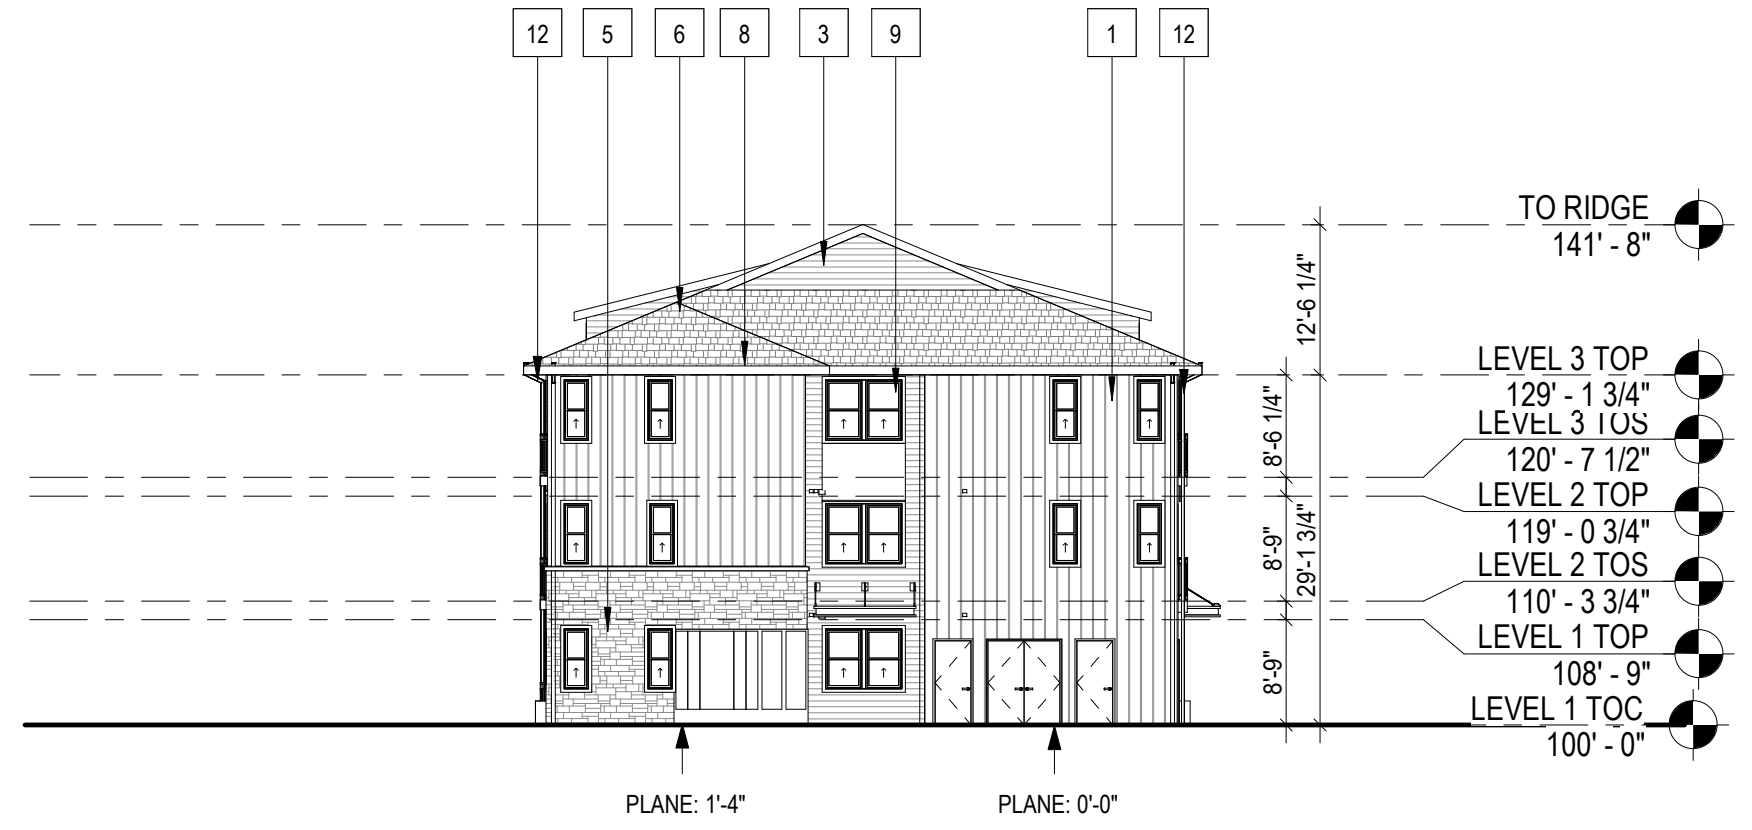 12 5 6 8 3 9 1 12
TO RIDGE
141' - 8"
12'-6 1/4"
LEVEL 3 TOP
129' - 1 3/4"
LEVEL 3 TOS
120' - 7 1/2"
8'-6 1/4"
LEVEL 2 TOP
119' - 0 3/4"
8'-9"
29'-1 3/4"
LEVEL 2 TOS
110' - 3 3/4"
LEVEL 1 TOP
108' - 9"
8'-9"
LEVEL 1 TOC
100' - 0"
PLANE: 1'-4" PLANE: 0'-0"